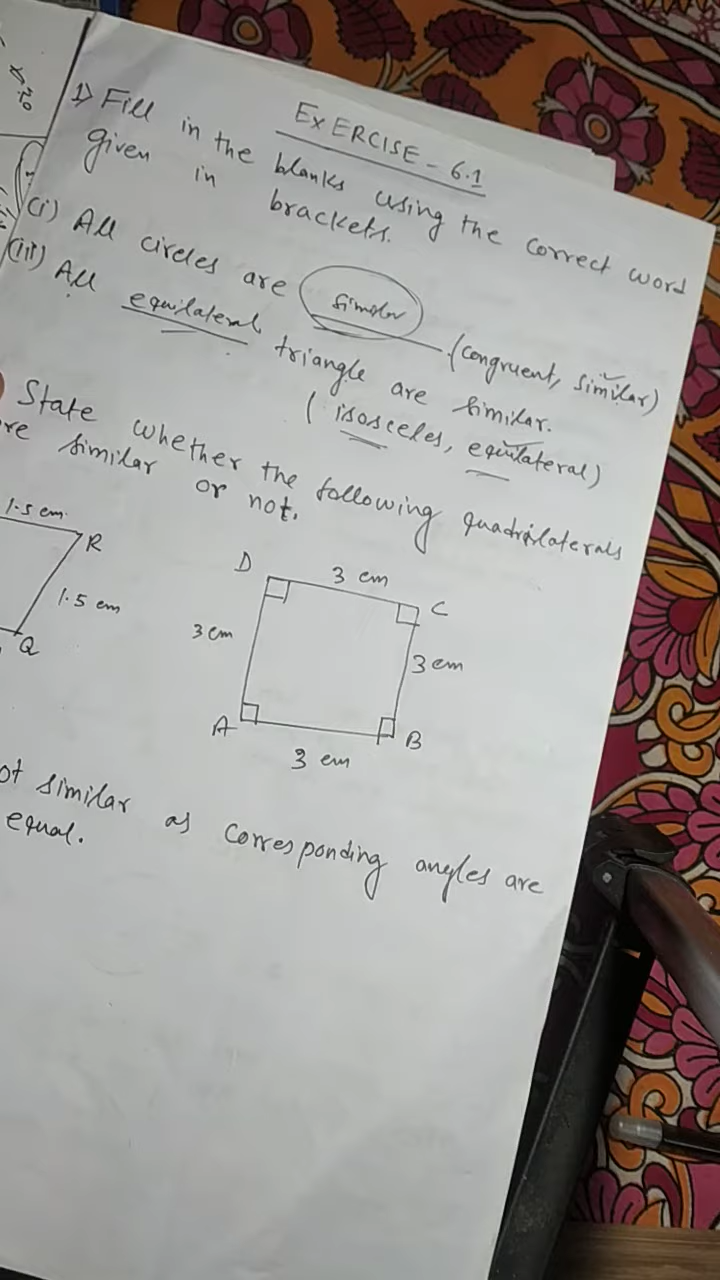 EXERCISE - 6.1
1) Fill in the blanks using the correct word
given in brackets.
(i) All circles are similar (congruent, similar)
(iii) All equilateral triangle are similar.
(isosceles, equilateral)
State whether the following quadrilaterals
re similar or not.
1.5 cm
R
1.5 cm
Q
D
3 cm
C
3 cm
3 cm
A
B
3 cm
ot similar as corresponding angles are
equal.